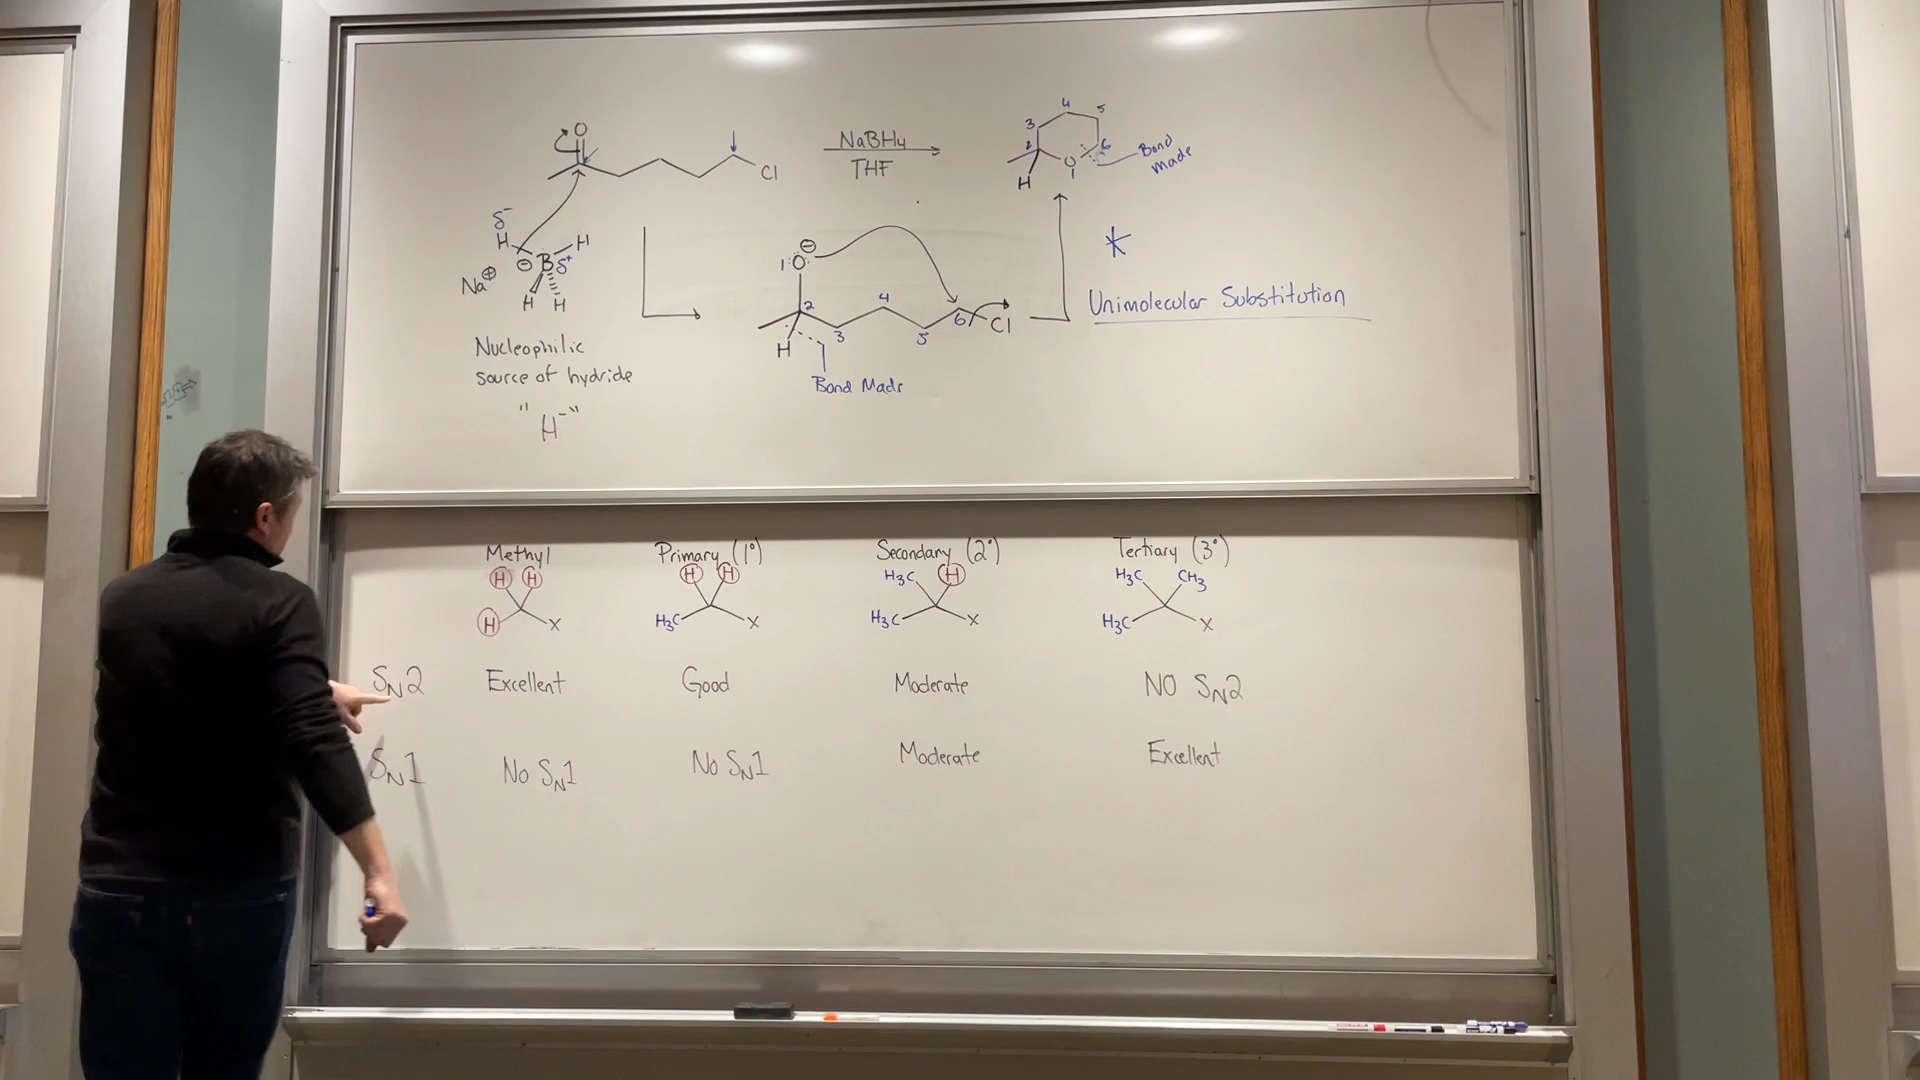 O
Cl
NaBH4
THF
3
4
5
2
6
O
1
H
Bond
made
δ-
H
H
⊖
B
δ+
Na⊕
H
H
Nucleophilic
source of hydride
"H-"
⊖
1:O:
2
4
6
Cl
H
3
5
Bond Made
*
Unimolecular Substitution
Methyl
Primary (1°)
Secondary (2°)
Tertiary (3°)
H H
H X
H H
H3C X
H3C H
H3C X
H3C CH3
H3C X
SN2 Excellent Good Moderate NO SN2
SN1 No SN1 No SN1 Moderate Excellent